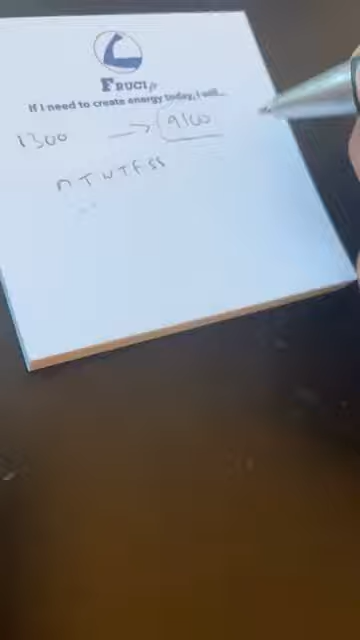 FRUCI
If I need to create energy today, I will...
1300 → 9100
M T W T F S S